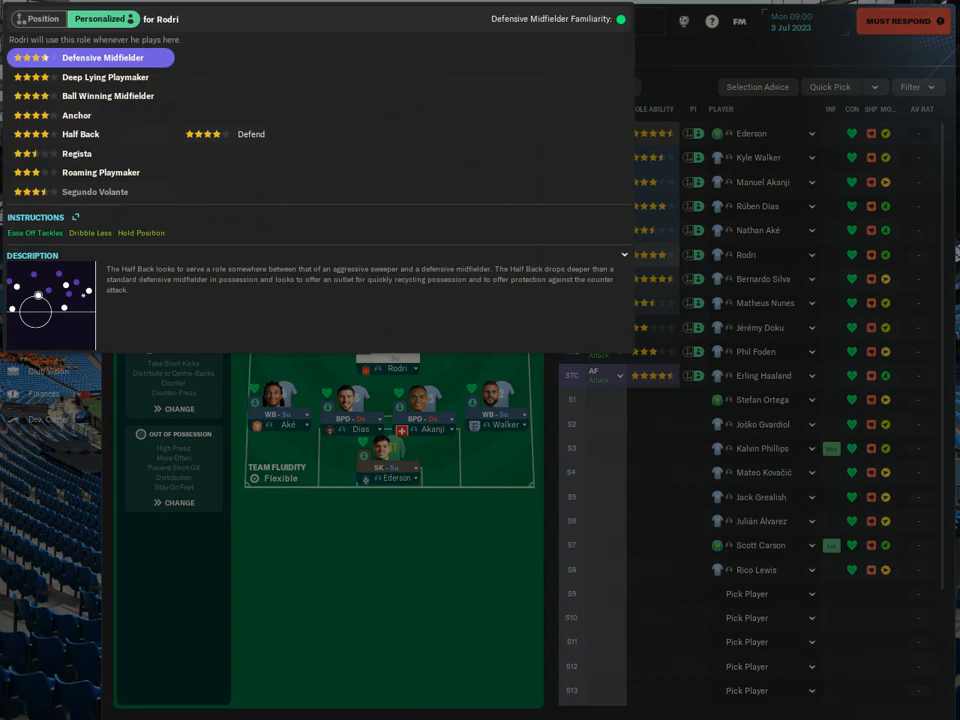 Position Personalized for Rodri Defensive Midfielder Familiarity:
Rodri will use this role whenever he plays here.
Defensive Midfielder
Deep Lying Playmaker
Ball Winning Midfielder
Anchor
Half Back Defend
Regista
Roaming Playmaker
Segundo Volante
INSTRUCTIONS
Ease Off Tackles Dribble Less Hold Position
DESCRIPTION
The Half Back looks to serve a role somewhere between that of an aggressive sweeper and a defensive midfielder. The Half Back drops deeper than a
standard defensive midfielder in possession and looks to offer an outlet for quickly recycling possession and to offer protection against the counter
attack.
FM
Mon 09:00
3 Jul 2023
MUST RESPOND
Selection Advice Quick Pick Filter
OLE ABILITY PI PLAYER INF CON SHP MO... AV RAT
Ederson -
Kyle Walker -
Manuel Akanji -
Rúben Dias -
Nathan Aké -
Rodri -
Bernardo Silva -
Matheus Nunes -
Jérémy Doku -
Attack Phil Foden -
STC AF Attack Erling Haaland -
S1 Stefan Ortega -
S2 Joško Gvardiol -
S3 Kalvin Phillips Wnt -
S4 Mateo Kovačić -
S5 Jack Grealish -
S6 Julián Alvarez -
S7 Scott Carson -
S8 Rico Lewis -
S9 Pick Player -
S10 Pick Player -
S11 Pick Player -
S12 Pick Player -
S13 Pick Player -
Club Vision
Finances
Dev. Center
Take Short Kicks
Distribute to Centre-Backs
Counter
Counter-Press
CHANGE
OUT OF POSSESSION
High Press
More Often
Prevent Short GK
Distribution
Stay On Feet
CHANGE
Su
Rodri
WB - Su
Aké
BPD - De
Dias
BPD - De
Akanji
WB - Su
Walker
SK - Su
Ederson
TEAM FLUIDITY
Flexible